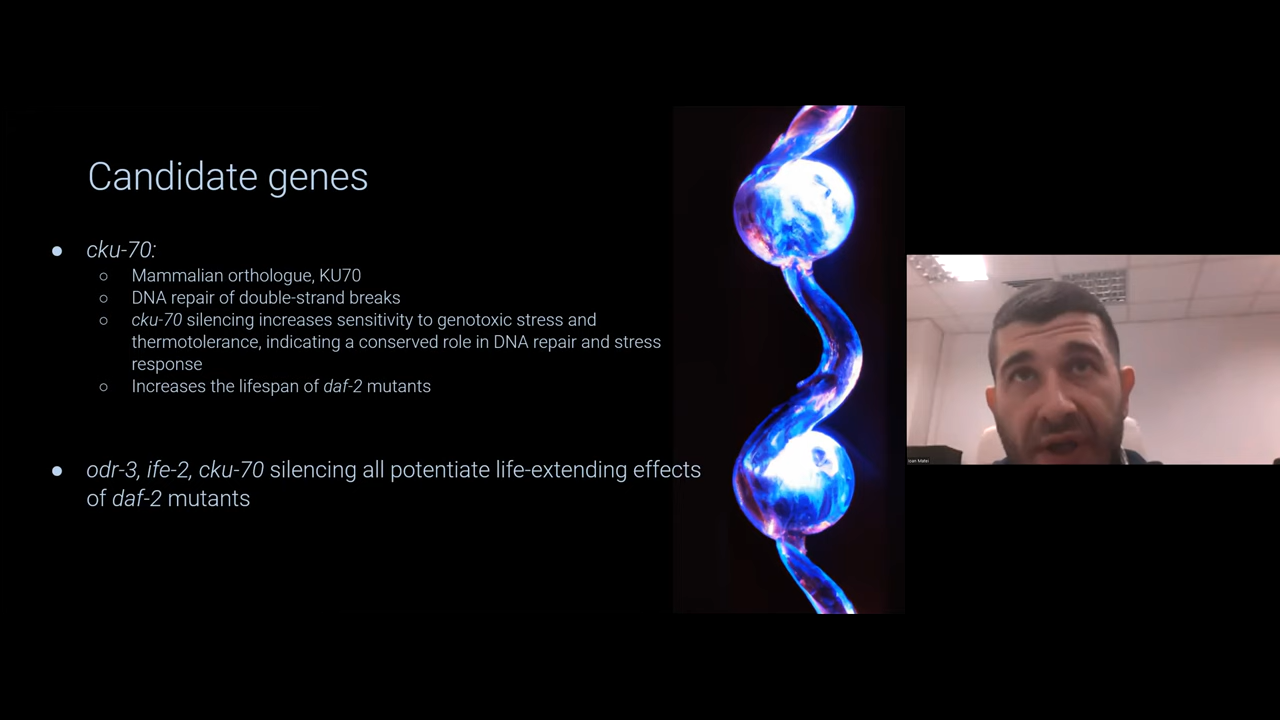 Candidate genes
● cku-70:
○ Mammalian orthologue, KU70
○ DNA repair of double-strand breaks
○ cku-70 silencing increases sensitivity to genotoxic stress and
thermotolerance, indicating a conserved role in DNA repair and stress
response
○ Increases the lifespan of daf-2 mutants
● odr-3, ife-2, cku-70 silencing all potentiate life-extending effects
of daf-2 mutants